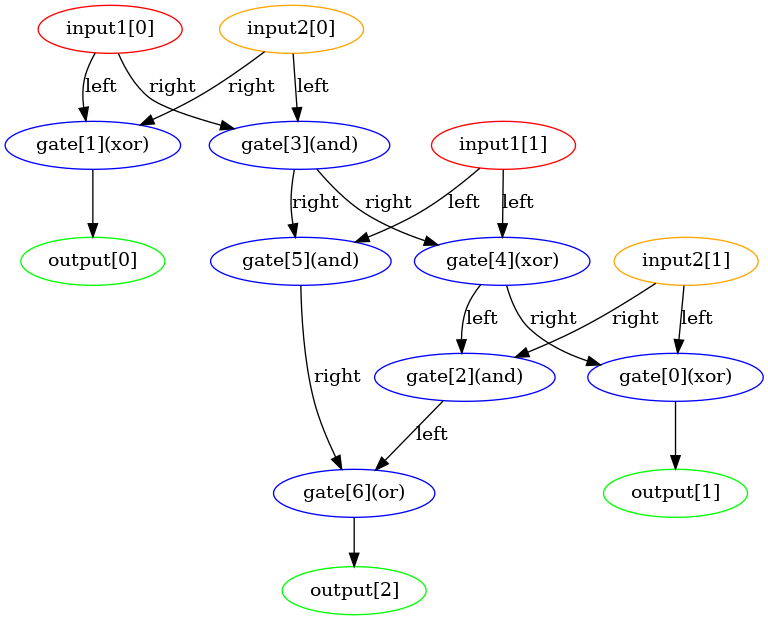 input1[0]
input2[0]
left
right
right
left
gate[1](xor)
gate[3](and)
input1[1]
right
right
left
left
output[0]
gate[5](and)
gate[4](xor)
input2[1]
right
left
right
right
left
gate[2](and)
gate[0](xor)
left
gate[6](or)
output[1]
output[2]